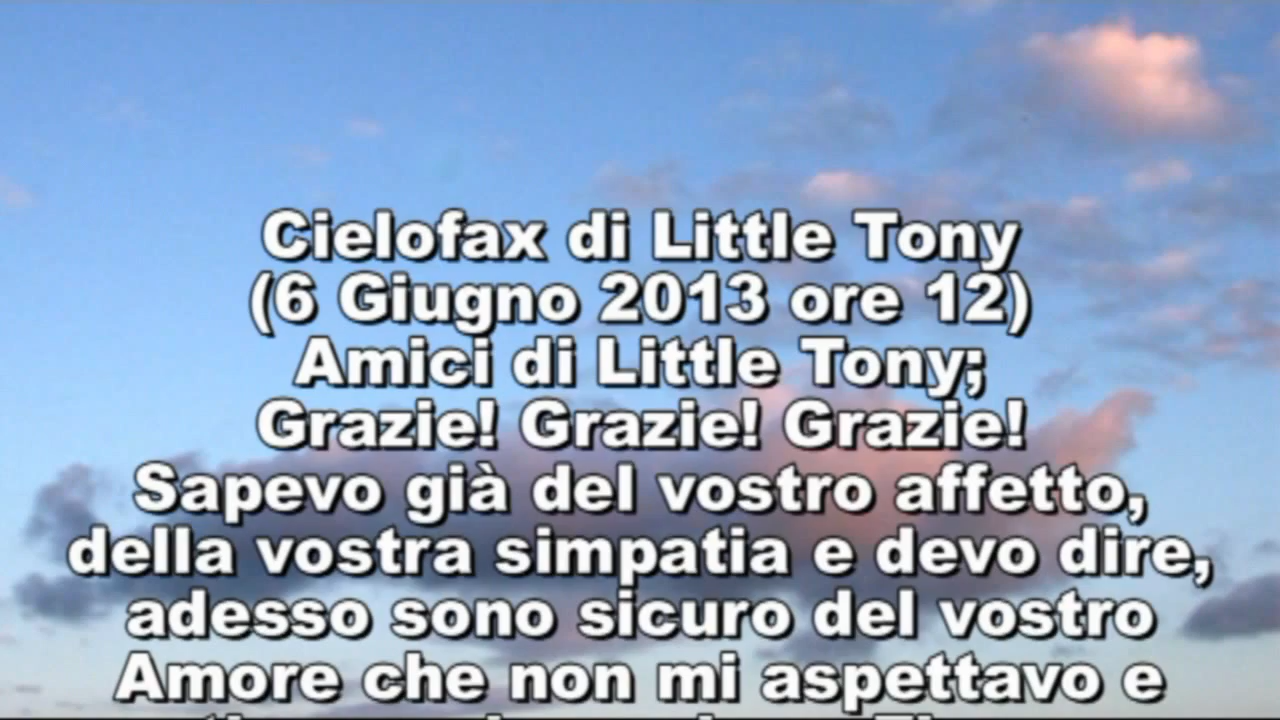 Cielofax di Little Tony
(6 Giugno 2013 ore 12)
Amici di Little Tony;
Grazie! Grazie! Grazie!
Sapevo già del vostro affetto,
della vostra simpatia e devo dire,
adesso sono sicuro del vostro
Amore che non mi aspettavo e